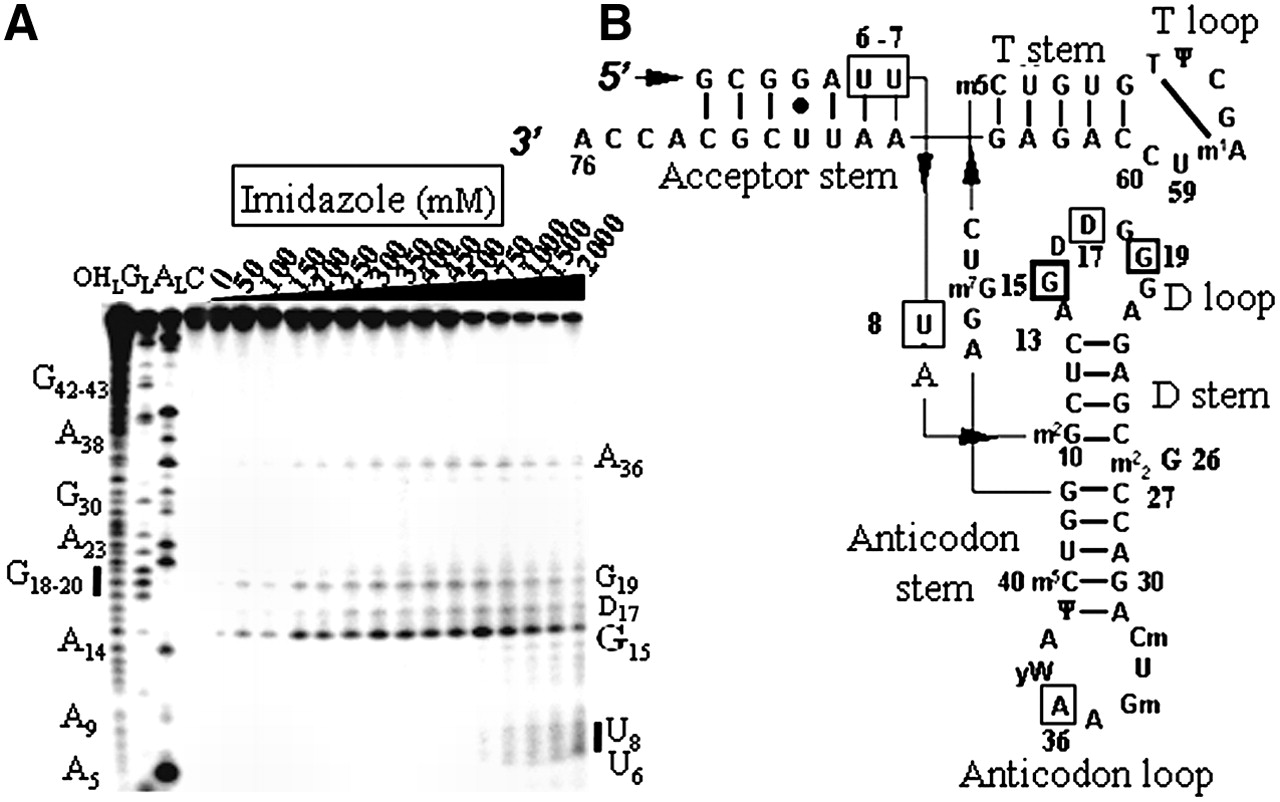 A
Imidazole (mM)
OH LG LA LC 0 50 100 150 200 250 300 350 400 450 500 750 1000 1500 2000
G42-43
A38
G30
A23
G18-20
A14
A9
A5
A36
G19
D17
G15
U8
U6
B
T loop
6 - 7
T stem
T Ψ
5' G C G G A U U m5C U G U G C
G
3' A C C A C G C U U A A G A G A C m1A
76 C U
Acceptor stem 60 59
C D D G
U 17
m7G 15 G G 19
G D loop
8 U G A A
A 13 C G
A U A
C G D stem
m2G C
10 m22 G 26
G C
27
G C
Anticodon U A
stem 40 m5C G 30
Ψ A
A Cm
yW U
A A Gm
36
Anticodon loop